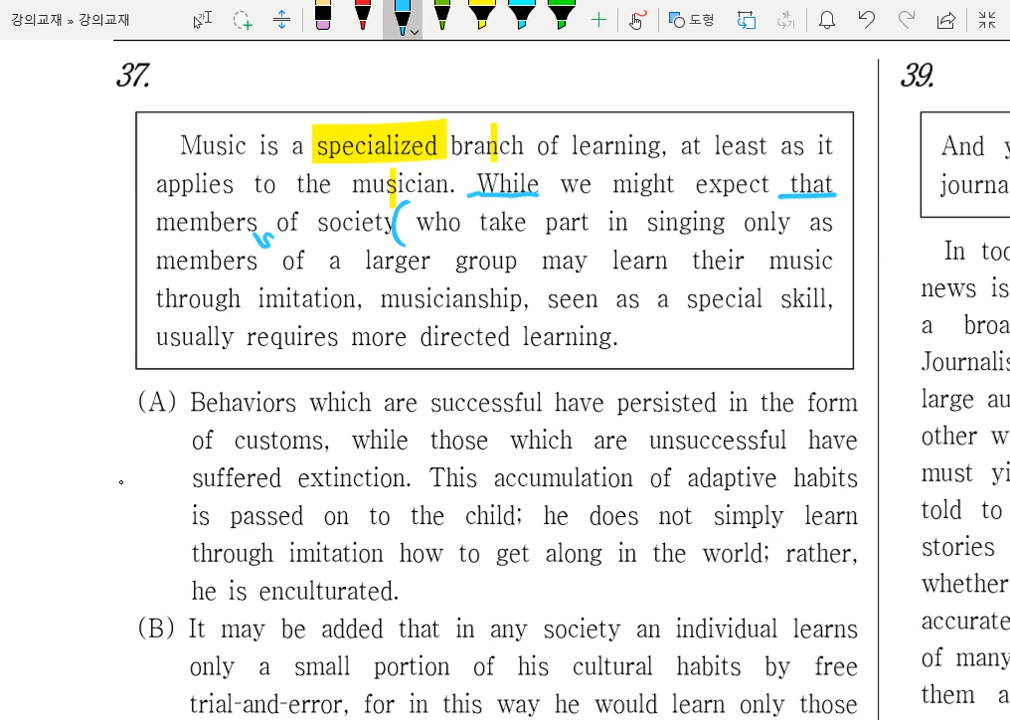 강의교재 » 강의교재
도형
37.
Music is a specialized branch of learning, at least as it
applies to the musician. While we might expect that
members of society who take part in singing only as
members of a larger group may learn their music
through imitation, musicianship, seen as a special skill,
usually requires more directed learning.
(A) Behaviors which are successful have persisted in the form
of customs, while those which are unsuccessful have
suffered extinction. This accumulation of adaptive habits
is passed on to the child; he does not simply learn
through imitation how to get along in the world; rather,
he is enculturated.
(B) It may be added that in any society an individual learns
only a small portion of his cultural habits by free
trial-and-error, for in this way he would learn only those
39.
And
journa
In
news is
a broa
Journalis
large au
other w
must yi
told to
stories
whether
accurate
of many
them a